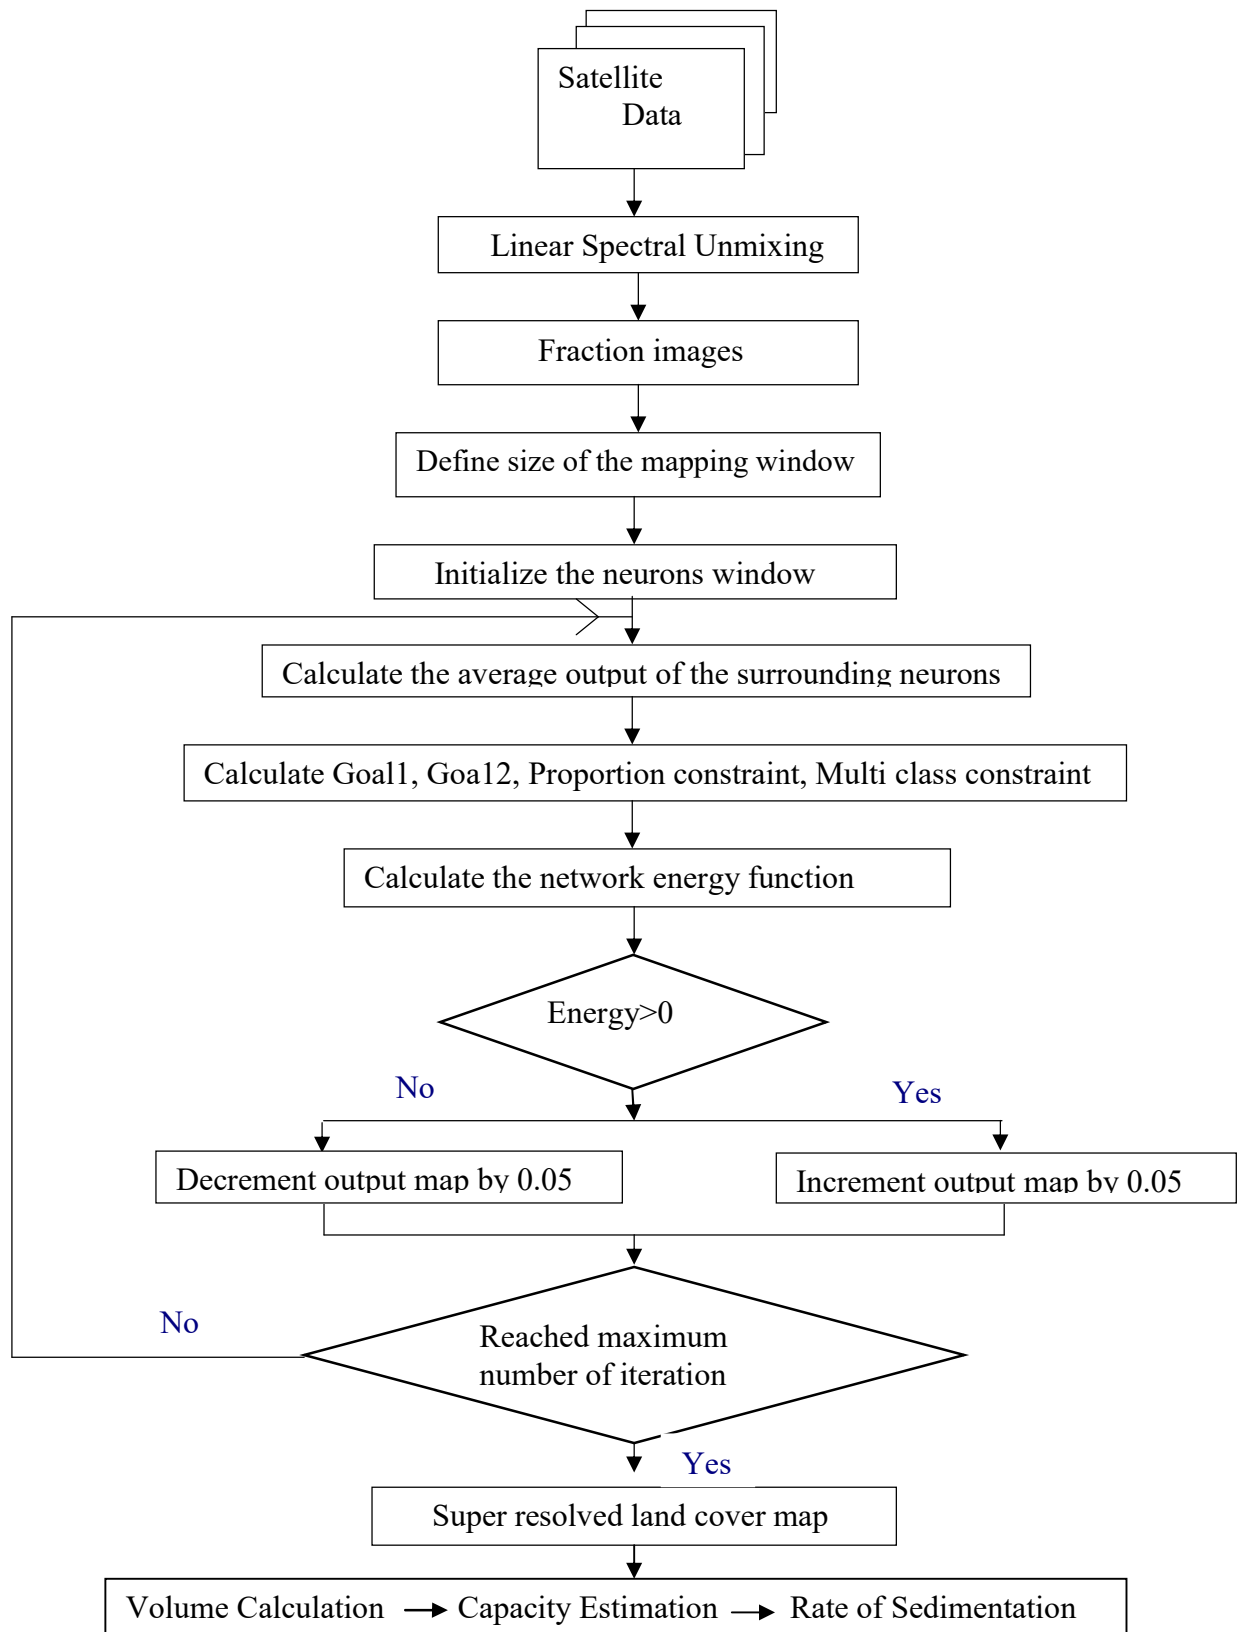 Satellite
Data
Linear Spectral Unmixing
Fraction images
Define size of the mapping window
Initialize the neurons window
Calculate the average output of the surrounding neurons
Calculate Goal1, Goa12, Proportion constraint, Multi class constraint
Calculate the network energy function
Energy>0
No
Yes
Decrement output map by 0.05
Increment output map by 0.05
No
Reached maximum
number of iteration
Yes
Super resolved land cover map
Volume Calculation
Capacity Estimation
Rate of Sedimentation